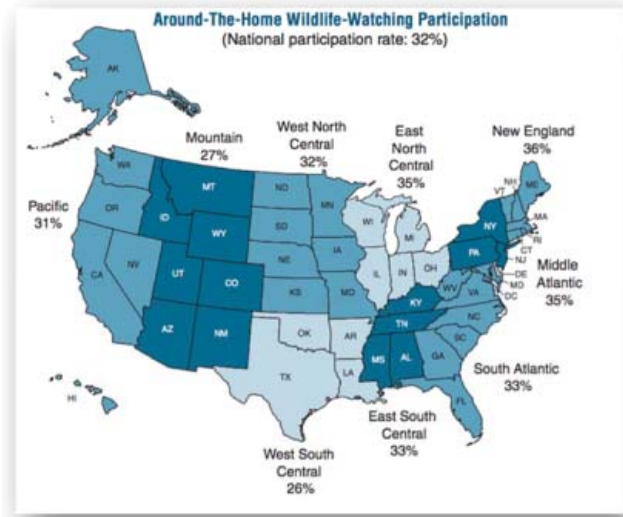 Around-The-Home Wildlife-Watching Participation
(National participation rate: 32%)
AK
Mountain
27%
West North
Central
32%
East
North
Central
35%
New England
36%
Pacific
31%
WA
OR
CA
NV
ID
MT
WY
UT
CO
AZ
NM
ND
SD
NE
KS
MN
IA
MO
WI
MI
IL
IN
OH
OK
TX
AR
LA
KY
TN
MS
AL
WV
VA
NC
SC
GA
FL
NY
PA
VT
NH
ME
MA
RI
CT
NJ
DE
MD
DC
HI
Middle
Atlantic
35%
South Atlantic
33%
East South
Central
33%
West South
Central
26%